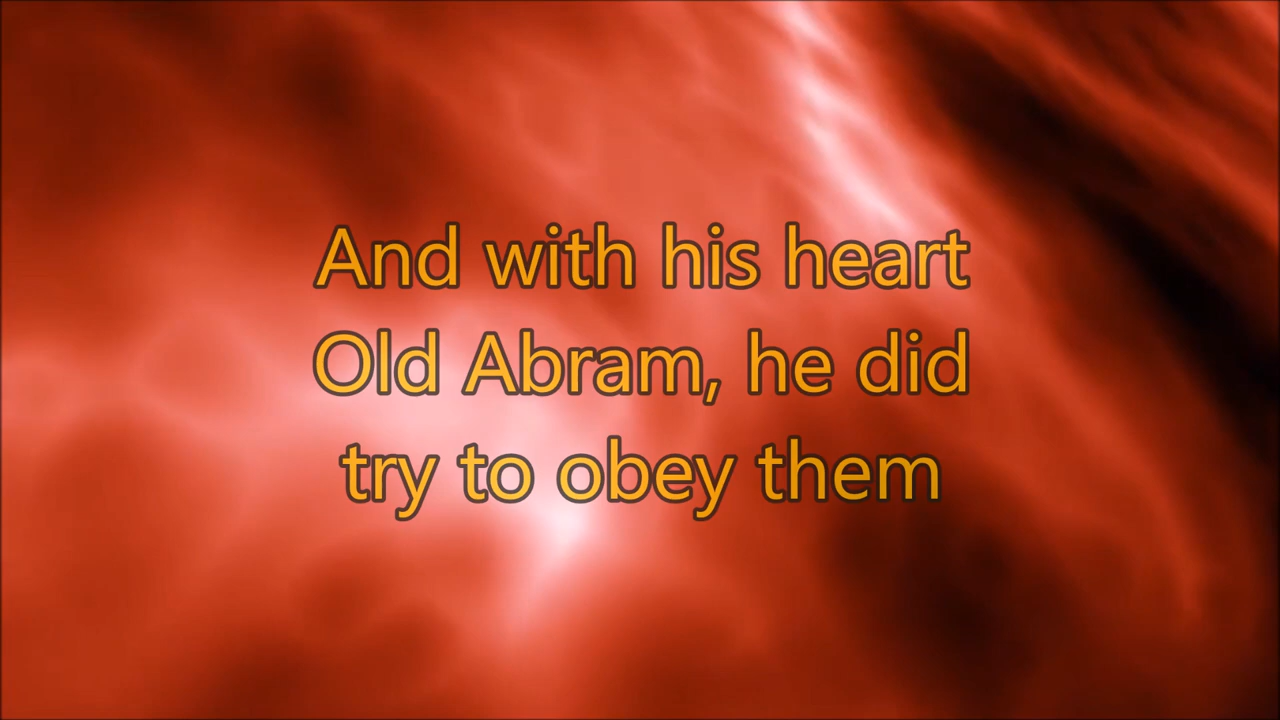 And with his heart
Old Abram, he did
try to obey them